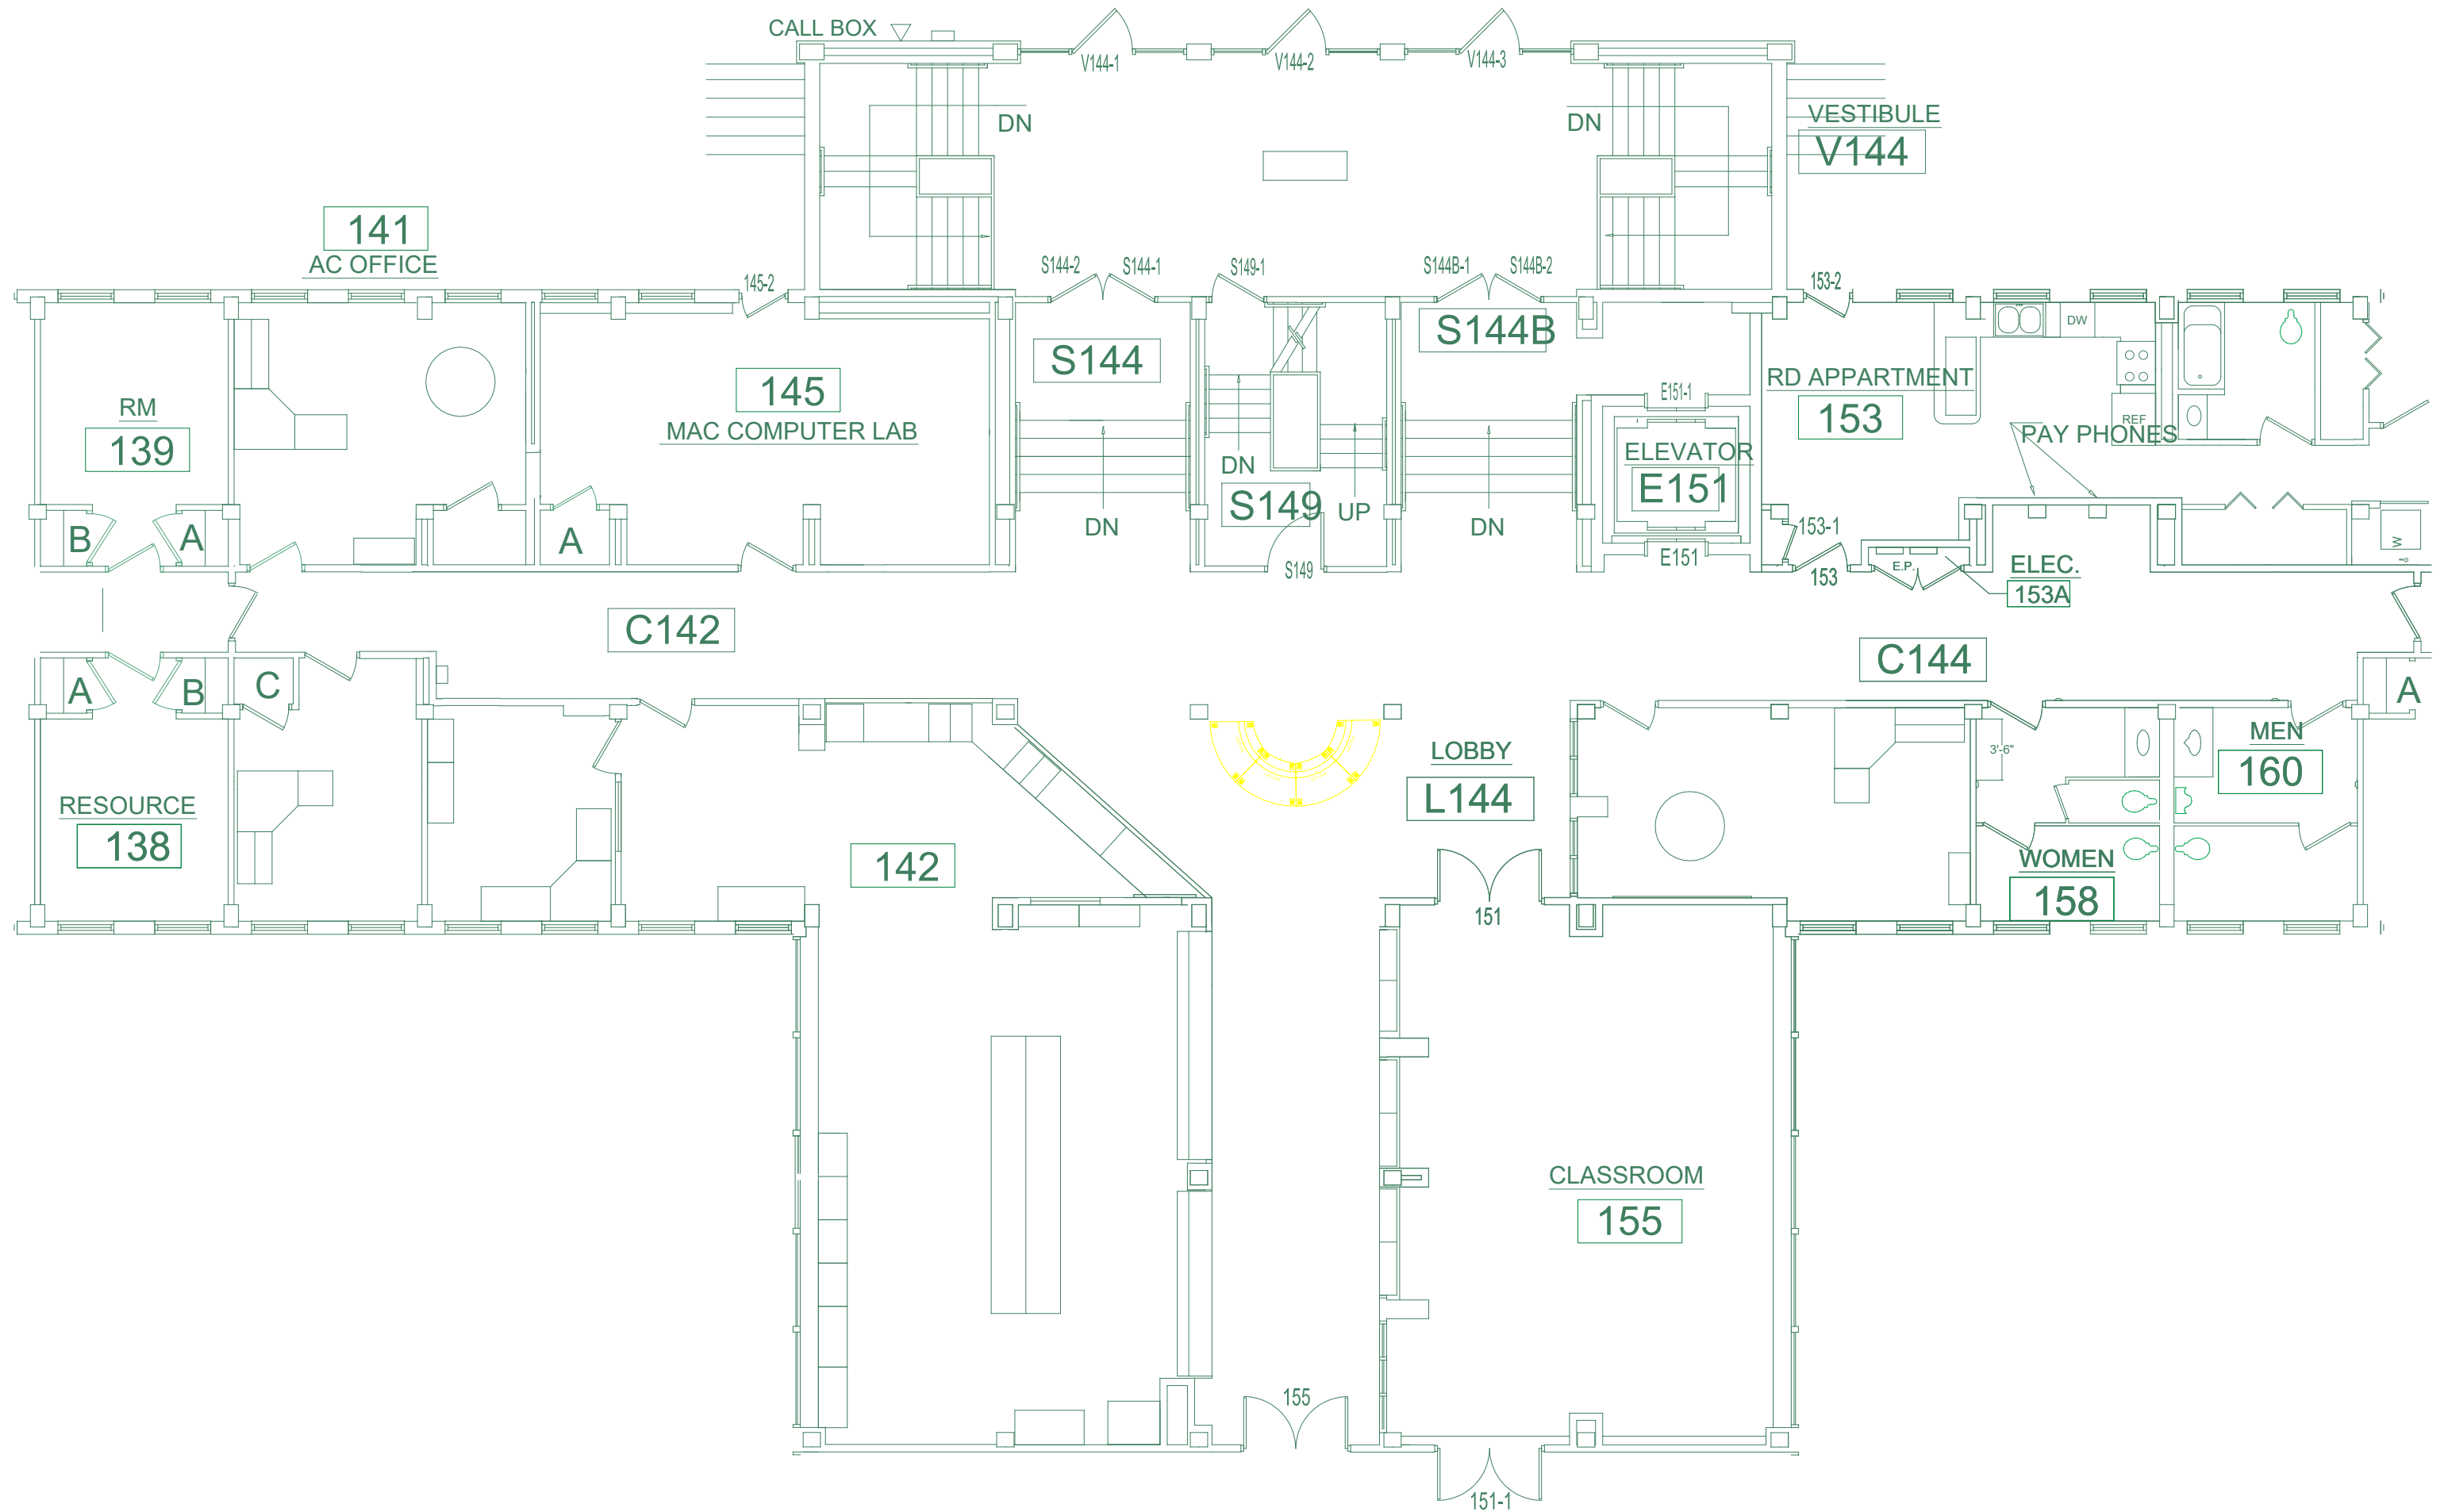 CALL BOX
V144-1
V144-2
V144-3
DN
DN
VESTIBULE
V144
141
AC OFFICE
145-2
S144-2
S144-1
S149-1
S144B-1
S144B-2
153-2
DW
S144
S144B
RM
139
145
MAC COMPUTER LAB
E151-1
RD APPARTMENT
153
REF
PAY PHONES
ELEVATOR
E151
DN
S149
UP
DN
DN
B
A
A
S149
E151
153-1
153
E.P.
ELEC.
153A
W
C142
C144
A
B
C
A
LOBBY
L144
3'-6"
MEN
160
RESOURCE
138
142
WOMEN
158
151
CLASSROOM
155
155
151-1